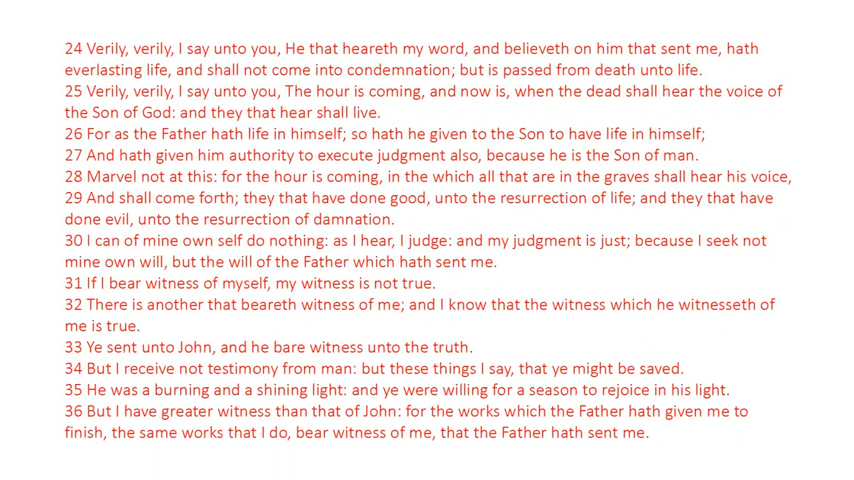 24 Verily, verily, I say unto you, He that heareth my word, and believeth on him that sent me, hath
everlasting life, and shall not come into condemnation; but is passed from death unto life.
25 Verily, verily, I say unto you, The hour is coming, and now is, when the dead shall hear the voice of
the Son of God: and they that hear shall live.
26 For as the Father hath life in himself; so hath he given to the Son to have life in himself;
27 And hath given him authority to execute judgment also, because he is the Son of man.
28 Marvel not at this: for the hour is coming, in the which all that are in the graves shall hear his voice,
29 And shall come forth; they that have done good, unto the resurrection of life; and they that have
done evil, unto the resurrection of damnation.
30 I can of mine own self do nothing: as I hear, I judge: and my judgment is just; because I seek not
mine own will, but the will of the Father which hath sent me.
31 If I bear witness of myself, my witness is not true.
32 There is another that beareth witness of me; and I know that the witness which he witnesseth of
me is true.
33 Ye sent unto John, and he bare witness unto the truth.
34 But I receive not testimony from man: but these things I say, that ye might be saved.
35 He was a burning and a shining light: and ye were willing for a season to rejoice in his light.
36 But I have greater witness than that of John: for the works which the Father hath given me to
finish, the same works that I do, bear witness of me, that the Father hath sent me.